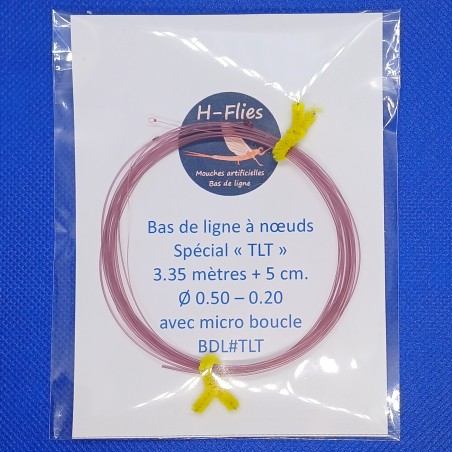 H-Flies
Mouches artificielles
Bas de ligne
Bas de ligne à nœuds
Spécial « TLT »
3.35 mètres + 5 cm.
Ø 0.50 – 0.20
avec micro boucle
BDL#TLT